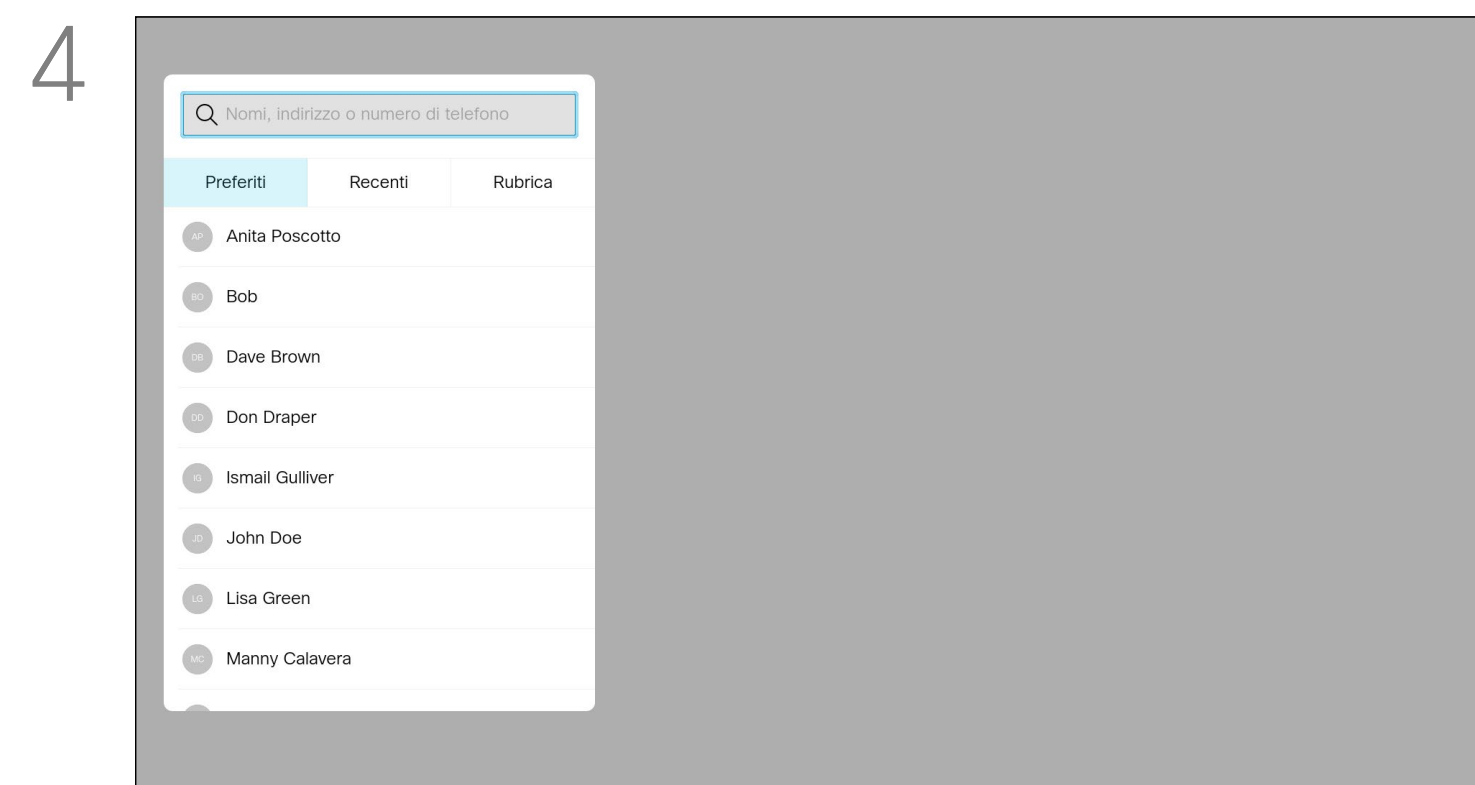 4
Nomi, indirizzo o numero di telefono
Preferiti Recenti Rubrica
AP Anita Poscotto
BO Bob
DB Dave Brown
DD Don Draper
IG Ismail Gulliver
JD John Doe
LG Lisa Green
MC Manny Calavera